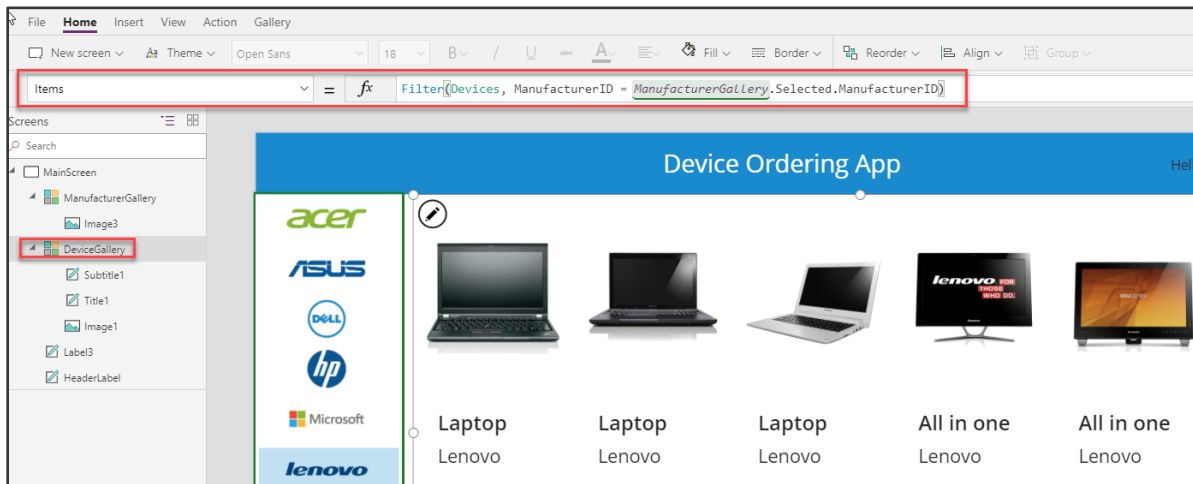 File Home Insert View Action Gallery
New screen Theme Open Sans 18 B / U abc A Fill Border Reorder Align Group
Items = fx Filter(Devices, ManufacturerID = ManufacturerGallery.Selected.ManufacturerID)
Screens
Search
MainScreen
ManufacturerGallery
Image3
DeviceGallery
Subtitle1
Title1
Image1
Label3
HeaderLabel
Device Ordering App
Hel
acer
ASUS
DELL
hp
Microsoft
lenovo
lenovo FOR
THOSE
WHO DO.
Laptop Laptop Laptop All in one All in one
Lenovo Lenovo Lenovo Lenovo Lenovo